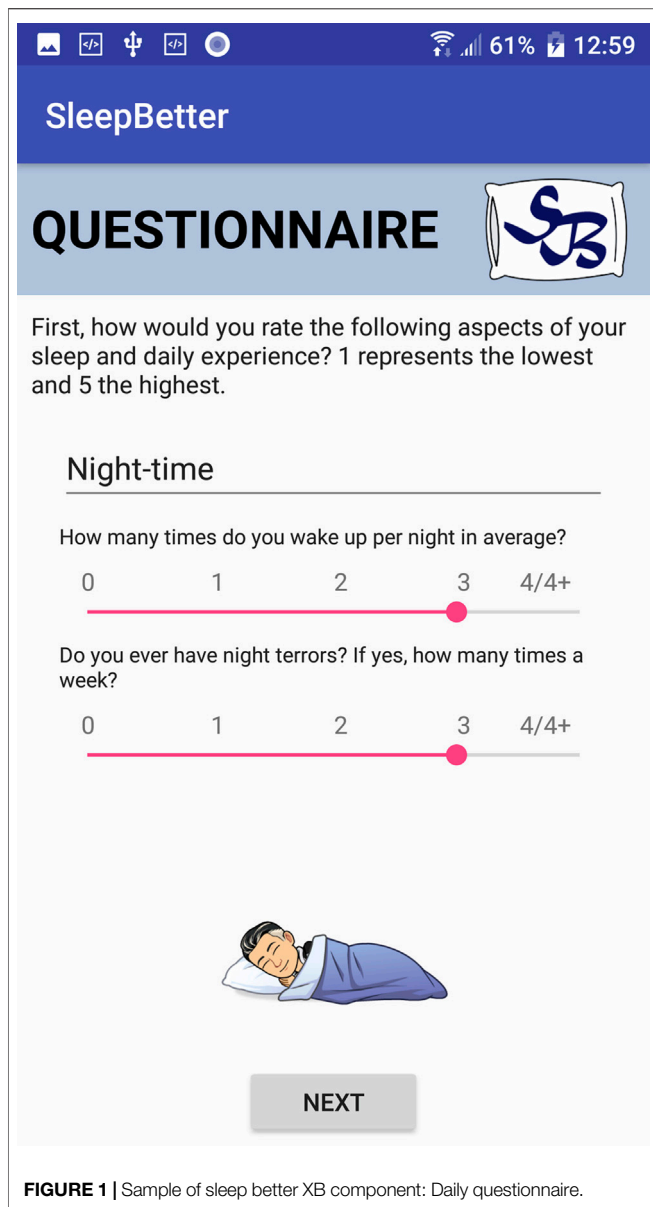 61% 12:59
SleepBetter
QUESTIONNAIRE
SB
First, how would you rate the following aspects of your
sleep and daily experience? 1 represents the lowest
and 5 the highest.
Night-time
How many times do you wake up per night in average?
0 1 2 3 4/4+
Do you ever have night terrors? If yes, how many times a
week?
0 1 2 3 4/4+
NEXT
FIGURE 1 | Sample of sleep better XB component: Daily questionnaire.